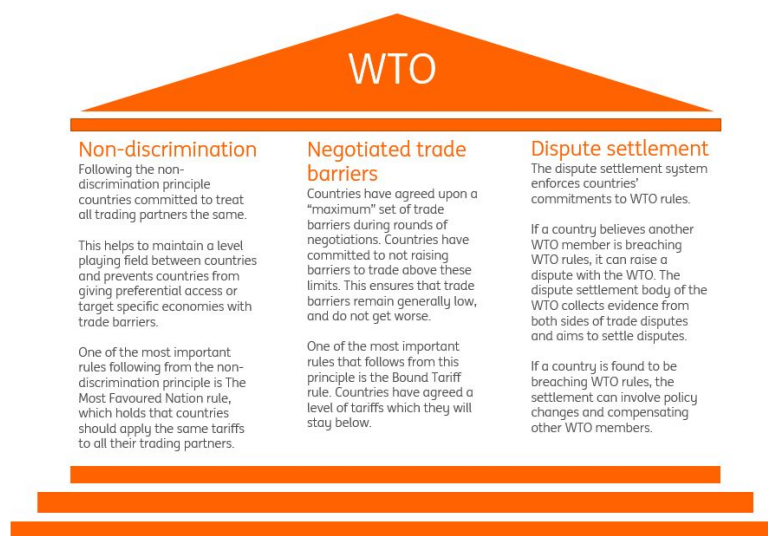 WTO
Non-discrimination
Following the non-
discrimination principle
countries committed to treat
all trading partners the same.
This helps to maintain a level
playing field between countries
and prevents countries from
giving preferential access or
target specific economies with
trade barriers.
One of the most important
rules following from the non-
discrimination principle is The
Most Favoured Nation rule,
which holds that countries
should apply the same tariffs
to all their trading partners.
Negotiated trade
barriers
Countries have agreed upon a
“maximum” set of trade
barriers during rounds of
negotiations. Countries have
committed to not raising
barriers to trade above these
limits. This ensures that trade
barriers remain generally low,
and do not get worse.
One of the most important
rules that follows from this
principle is the Bound Tariff
rule. Countries have agreed a
level of tariffs which they will
stay below.
Dispute settlement
The dispute settlement system
enforces countries’
commitments to WTO rules.
If a country believes another
WTO member is breaching
WTO rules, it can raise a
dispute with the WTO. The
dispute settlement body of the
WTO collects evidence from
both sides of trade disputes
and aims to settle disputes.
If a country is found to be
breaching WTO rules, the
settlement can involve policy
changes and compensating
other WTO members.